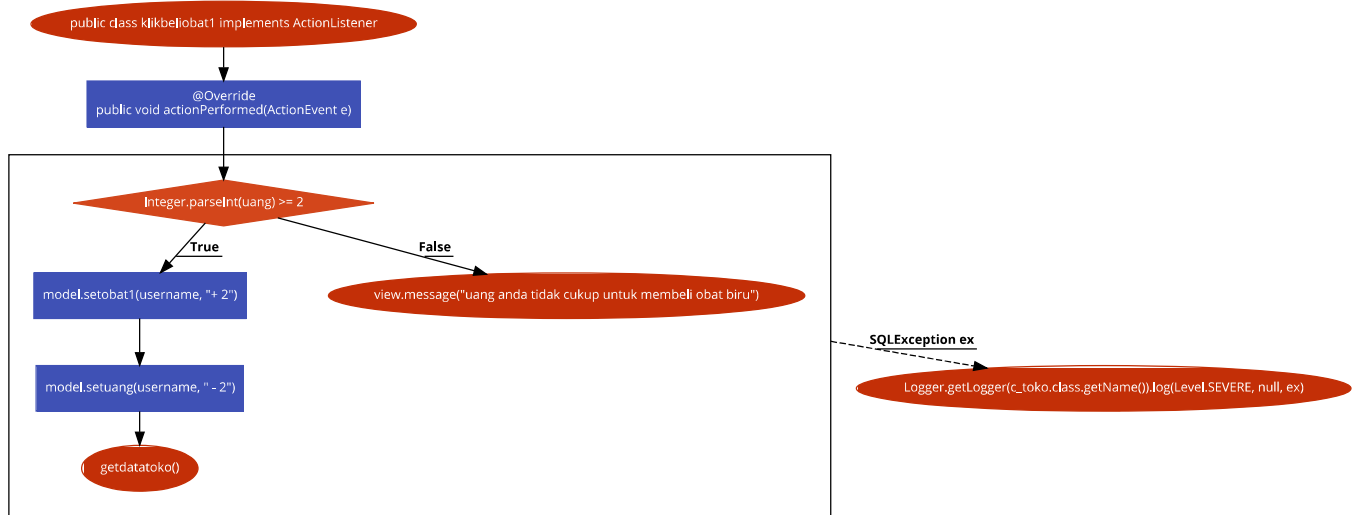 public class klikbeliobat1 implements ActionListener
@Override
public void actionPerformed(ActionEvent e)
Integer.parseInt(uang) >= 2
True
False
model.setobat1(username, "+ 2")
view.message("uang anda tidak cukup untuk membeli obat biru")
SQLException ex
model.setuang(username, " - 2")
Logger.getLogger(c_toko.class.getName()).log(Level.SEVERE, null, ex)
getdatatoko()